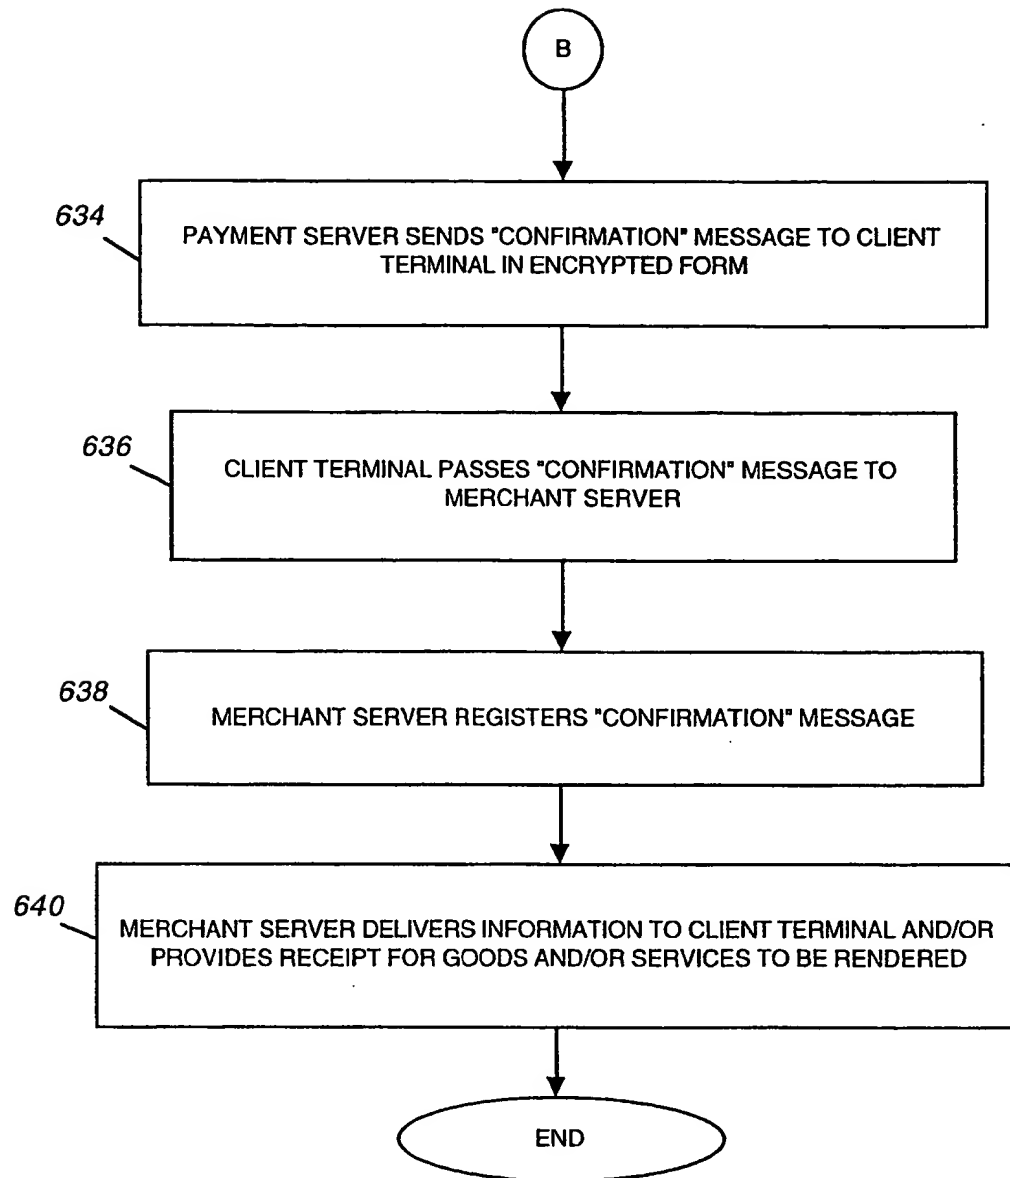 B
634
PAYMENT SERVER SENDS "CONFIRMATION" MESSAGE TO CLIENT
TERMINAL IN ENCRYPTED FORM
636
CLIENT TERMINAL PASSES "CONFIRMATION" MESSAGE TO
MERCHANT SERVER
638
MERCHANT SERVER REGISTERS "CONFIRMATION" MESSAGE
640
MERCHANT SERVER DELIVERS INFORMATION TO CLIENT TERMINAL AND/OR
PROVIDES RECEIPT FOR GOODS AND/OR SERVICES TO BE RENDERED
END